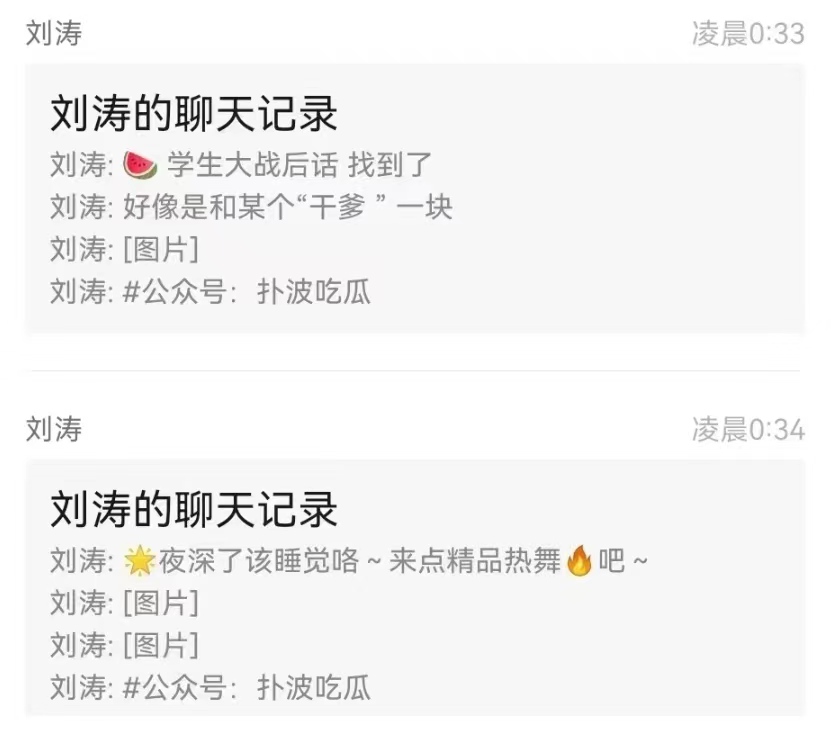 刘涛 凌晨0:33
刘涛的聊天记录
刘涛: 🍉 学生大战后话 找到了
刘涛: 好像是和某个“干爹 ” 一块
刘涛: [图片]
刘涛: #公众号： 扑波吃瓜
刘涛 凌晨0:34
刘涛的聊天记录
刘涛: 🌟夜深了该睡觉咯～来点精品热舞🔥吧～
刘涛: [图片]
刘涛: [图片]
刘涛: #公众号： 扑波吃瓜